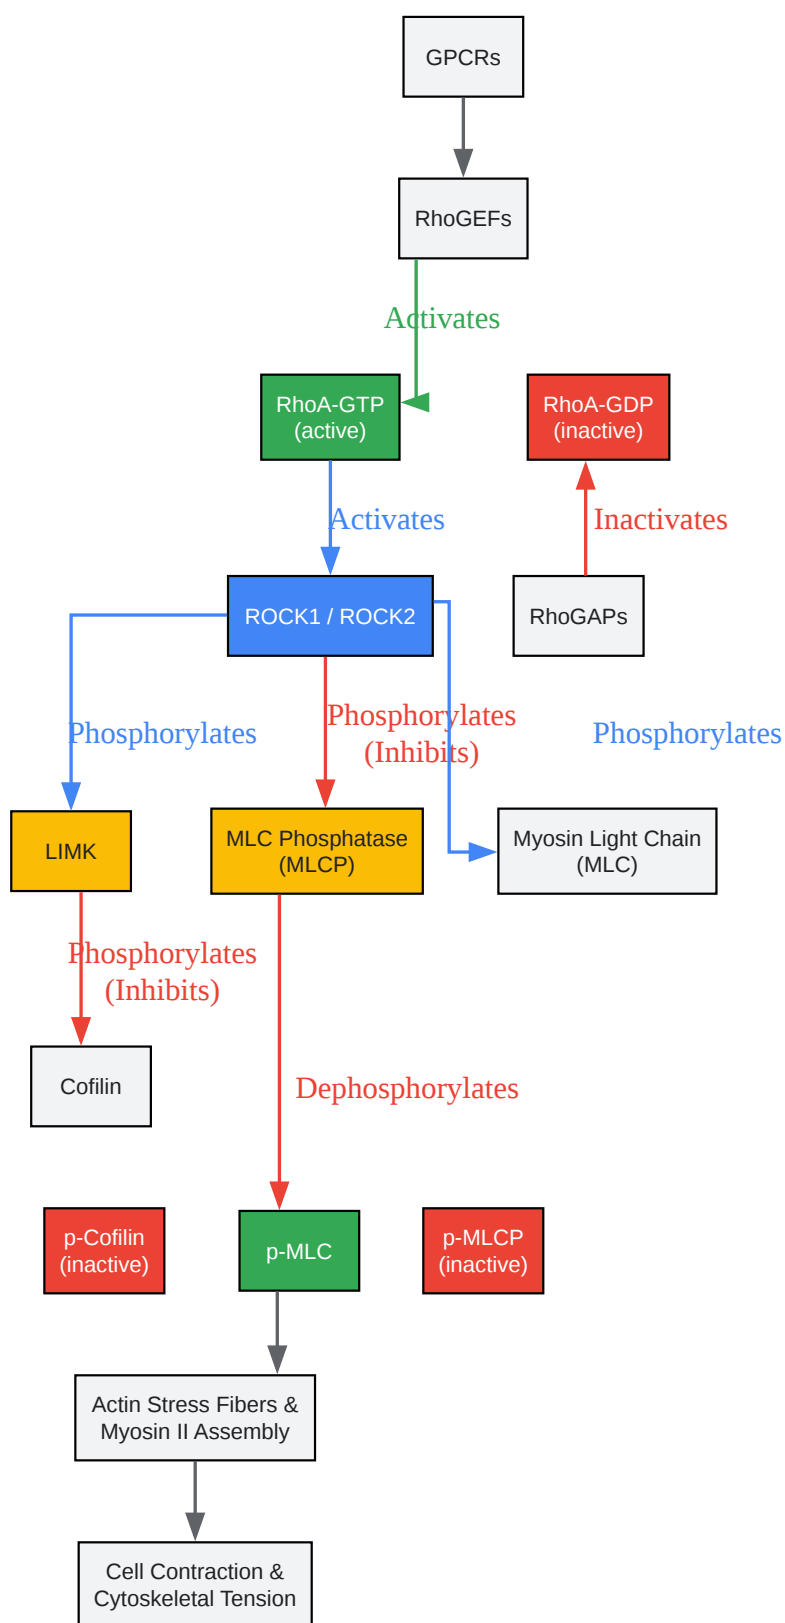 GPCRs
RhoGEFs
Activates
RhoA-GTP
(active)
RhoA-GDP
(inactive)
Activates
Inactivates
ROCK1 / ROCK2
RhoGAPs
Phosphorylates
Phosphorylates
(Inhibits)
Phosphorylates
LIMK
MLC Phosphatase
(MLCP)
Myosin Light Chain
(MLC)
Phosphorylates
(Inhibits)
Cofilin
Dephosphorylates
p-Cofilin
(inactive)
p-MLC
p-MLCP
(inactive)
Actin Stress Fibers &
Myosin II Assembly
Cell Contraction &
Cytoskeletal Tension